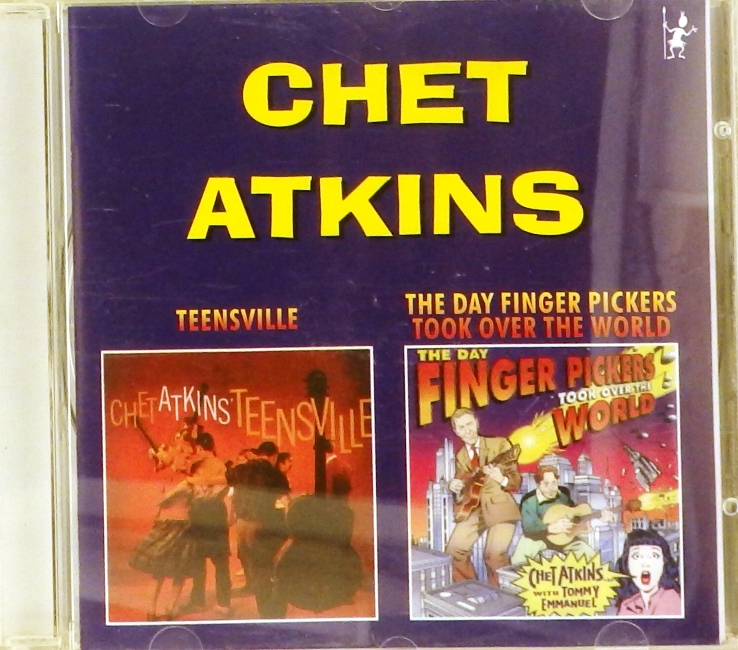 CHET
ATKINS
TEENSVILLE
THE DAY FINGER PICKERS
TOOK OVER THE WORLD
CHET ATKINS' TEENSVILLE
THE DAY
FINGER PICKERS
TOOK OVER THE
WORLD
CHET ATKINS
WITH TOMMY
EMMANUEL